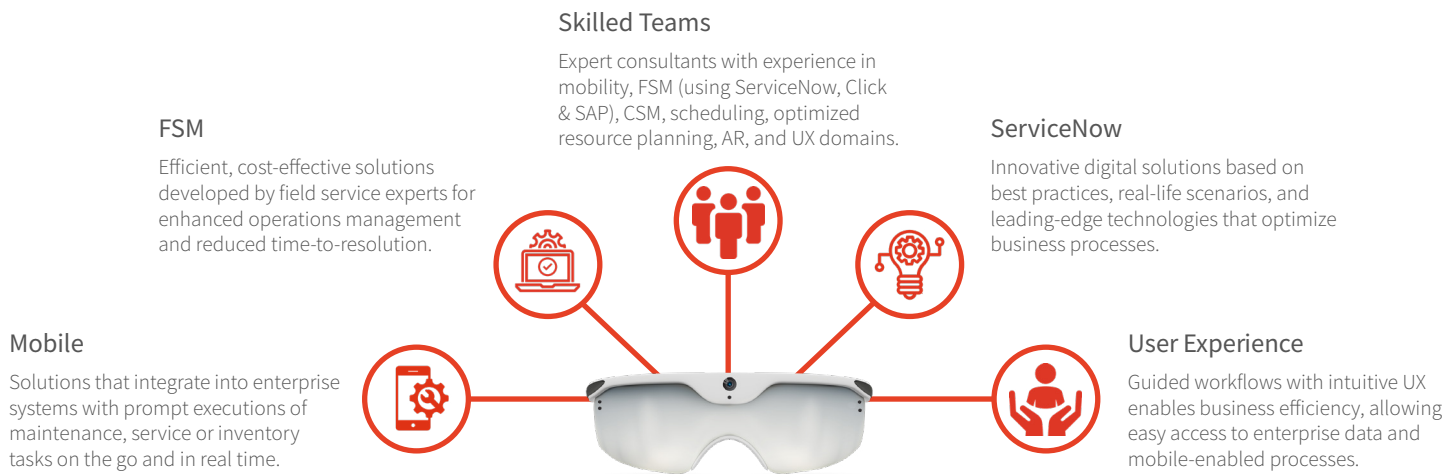 Skilled Teams
Expert consultants with experience in
mobility, FSM (using ServiceNow, Click
& SAP), CSM, scheduling, optimized
resource planning, AR, and UX domains.
FSM
Efficient, cost-effective solutions
developed by field service experts for
enhanced operations management
and reduced time-to-resolution.
ServiceNow
Innovative digital solutions based on
best practices, real-life scenarios, and
leading-edge technologies that optimize
business processes.
Mobile
Solutions that integrate into enterprise
systems with prompt executions of
maintenance, service or inventory
tasks on the go and in real time.
User Experience
Guided workflows with intuitive UX
enables business efficiency, allowing
easy access to enterprise data and
mobile-enabled processes.